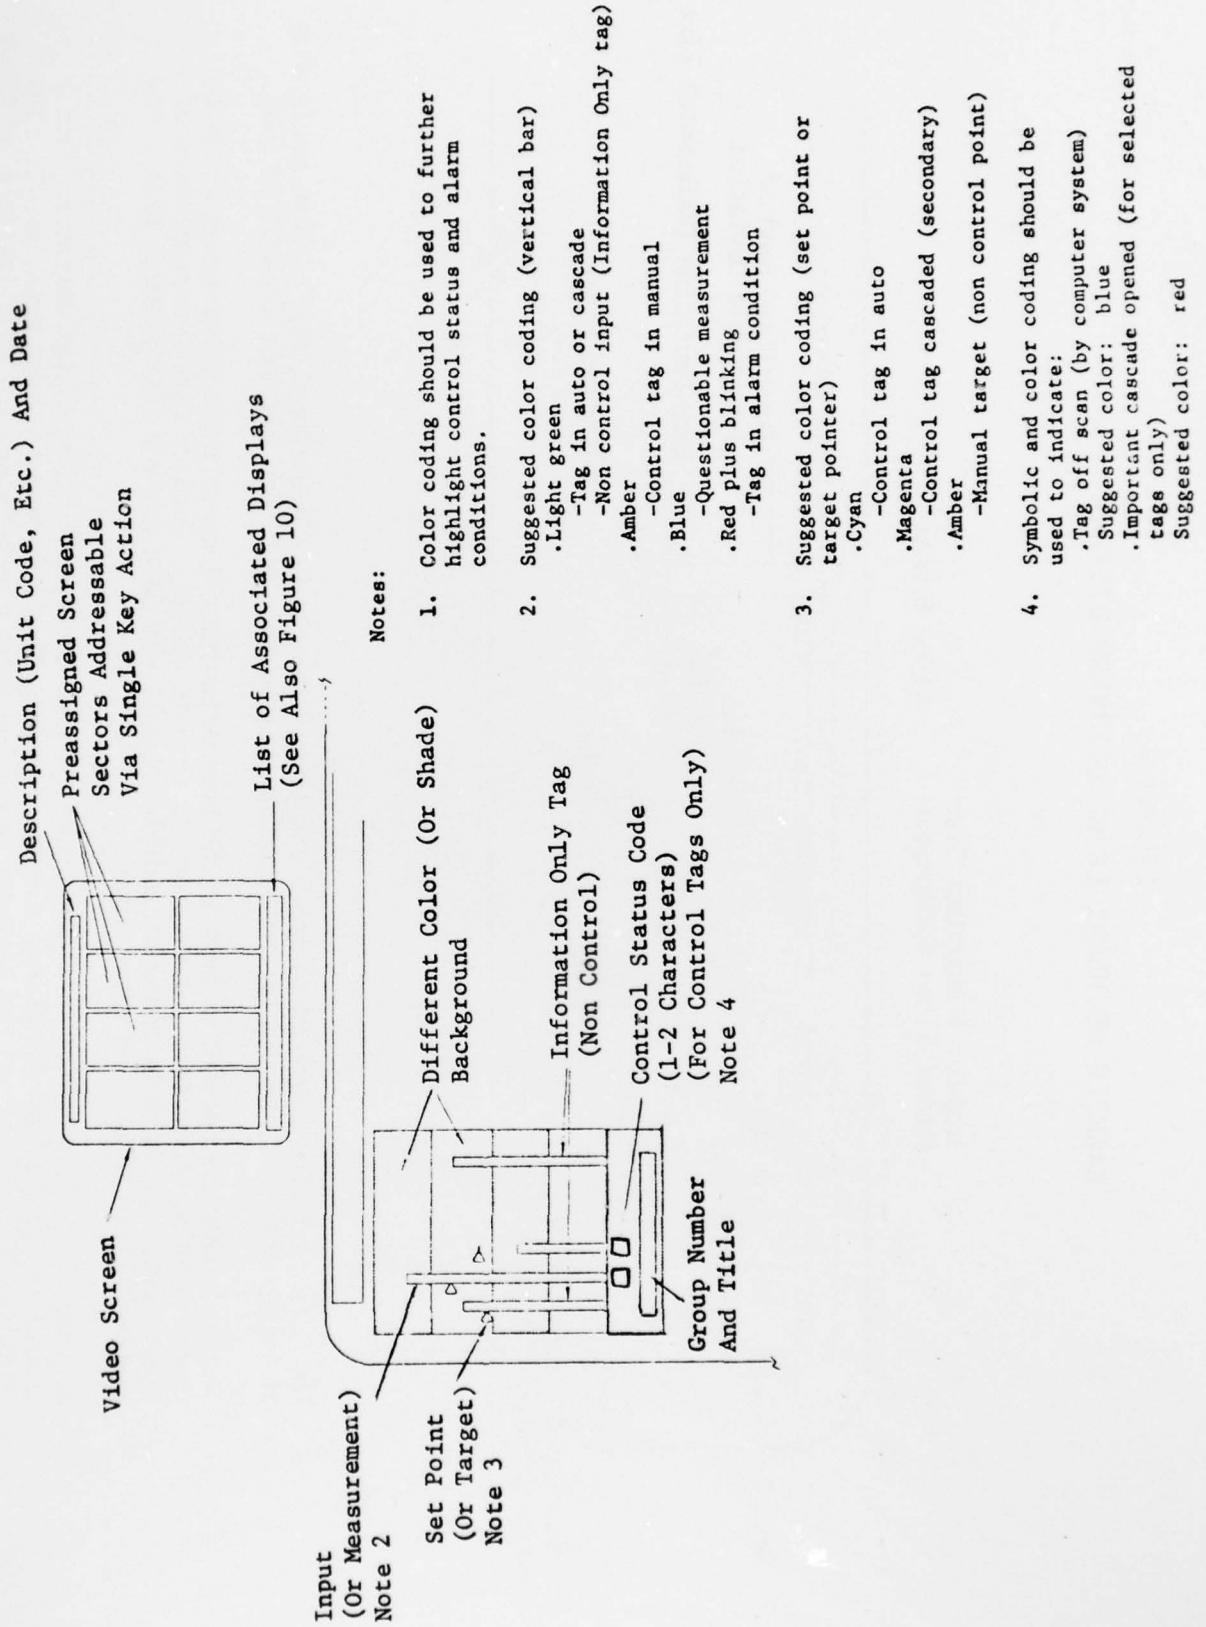 Description (Unit Code, Etc.) And Date
Preassigned Screen
Sectors Addressable
Via Single Key Action
Video Screen
List of Associated Displays
(See Also Figure 10)
Input
(Or Measurement)
Note 2
Set Point
(Or Target)
Note 3
Different Color (Or Shade)
Background
Information Only Tag
(Non Control)
Control Status Code
(1-2 Characters)
(For Control Tags Only)
Note 4
Group Number
And Title
Notes:
1. Color coding should be used to further
highlight control status and alarm
conditions.
2. Suggested color coding (vertical bar)
.Light green
-Tag in auto or cascade
-Non control input (Information Only tag)
.Amber
-Control tag in manual
.Blue
-Questionable measurement
.Red plus blinking
-Tag in alarm condition
3. Suggested color coding (set point or
target pointer)
.Cyan
-Control tag in auto
.Magenta
-Control tag cascaded (secondary)
.Amber
-Manual target (non control point)
4. Symbolic and color coding should be
used to indicate:
.Tag off scan (by computer system)
Suggested color: blue
.Important cascade opened (for selected
tags only)
Suggested color: red